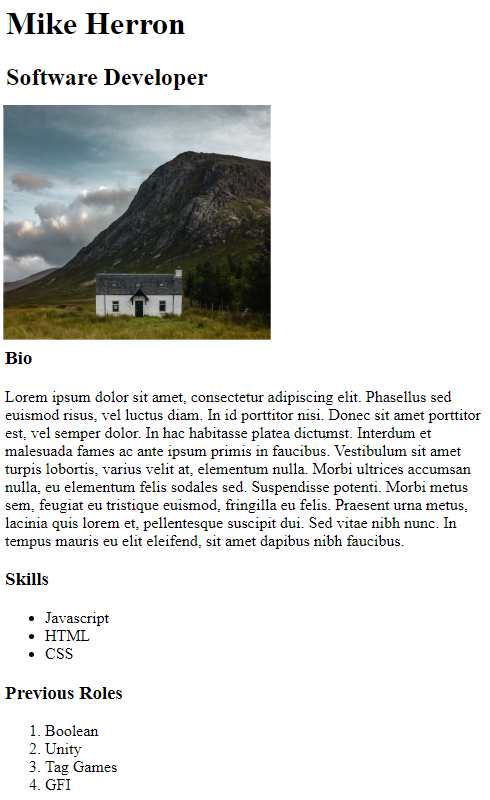 Mike Herron
Software Developer
Bio
Lorem ipsum dolor sit amet, consectetur adipiscing elit. Phasellus sed
euismod risus, vel luctus diam. In id porttitor nisi. Donec sit amet porttitor
est, vel semper dolor. In hac habitasse platea dictumst. Interdum et
malesuada fames ac ante ipsum primis in faucibus. Vestibulum sit amet
turpis lobortis, varius velit at, elementum nulla. Morbi ultrices accumsan
nulla, eu elementum felis sodales sed. Suspendisse potenti. Morbi metus
sem, feugiat eu tristique euismod, fringilla eu felis. Praesent urna metus,
lacinia quis lorem et, pellentesque suscipit dui. Sed vitae nibh nunc. In
tempus mauris eu elit eleifend, sit amet dapibus nibh faucibus.
Skills
• Javascript
• HTML
• CSS
Previous Roles
1. Boolean
2. Unity
3. Tag Games
4. GFI